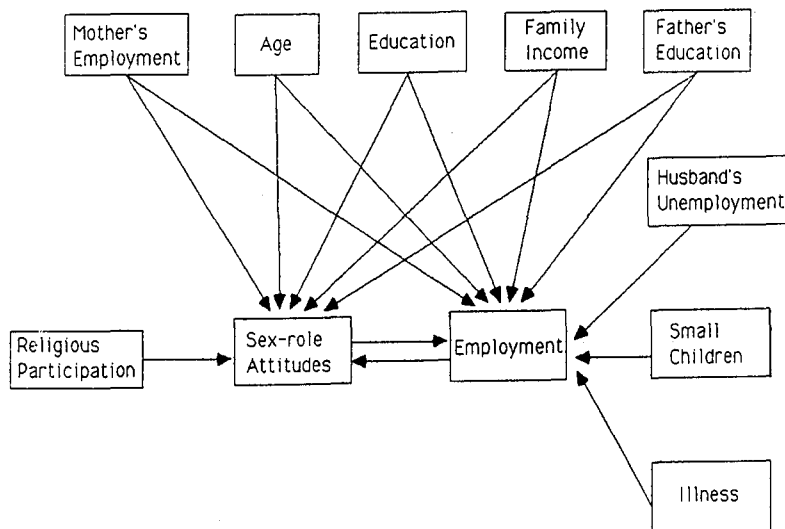 Mother's
Employment
Age
Education
Family
Income
Father's
Education
Husband's
Unemployment
Religious
Participation
Sex-role
Attitudes
Employment
Small
Children
Illness